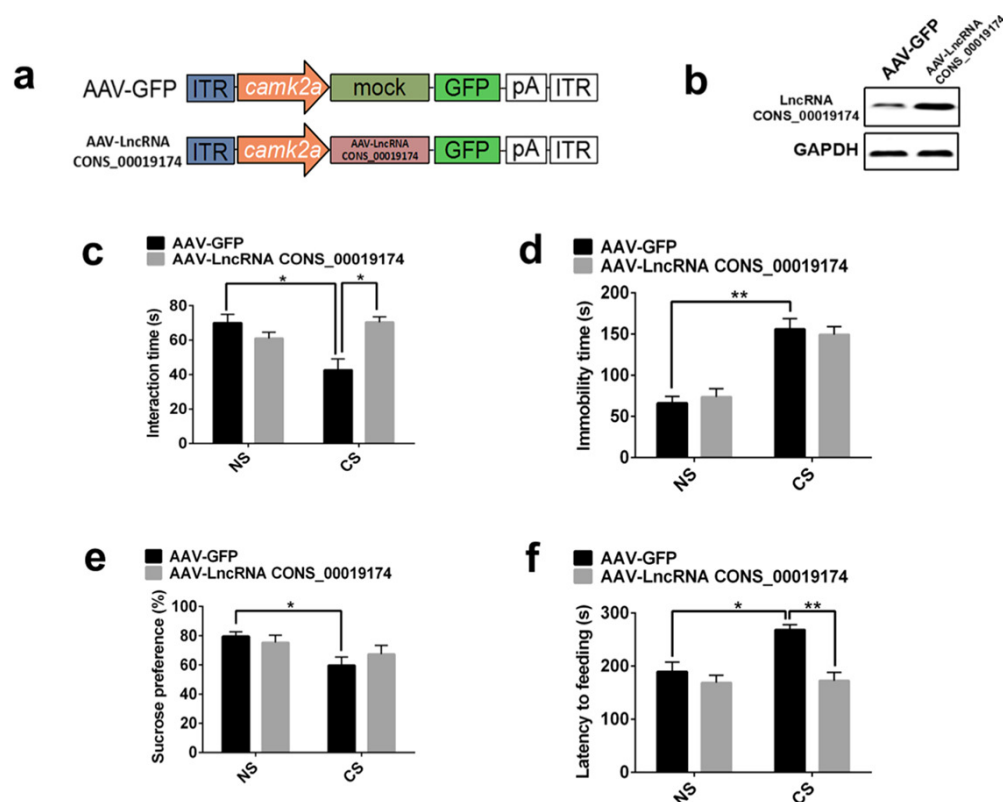 a
AAV-GFP ITR camk2a mock GFP pA ITR
AAV-LncRNA
CONS_00019174
ITR camk2a
AAV-LncRNA
CONS_00019174
GFP pA ITR
b
AAV-GFP
AAV-LncRNA
CONS_00019174
LncRNA
CONS_00019174
GAPDH
c
AAV-GFP
AAV-LncRNA CONS_00019174
Interaction time (s)
80
60
40
20
0
* *
NS CS
d
AAV-GFP
AAV-LncRNA CONS_00019174
Immobility time (s)
200
150
100
50
0
**
NS CS
e
AAV-GFP
AAV-LncRNA CONS_00019174
Sucrose preference (%)
100
80
60
40
20
0
*
NS CS
f
AAV-GFP
AAV-LncRNA CONS_00019174
Latency to feeding (s)
300
200
100
0
* **
NS CS